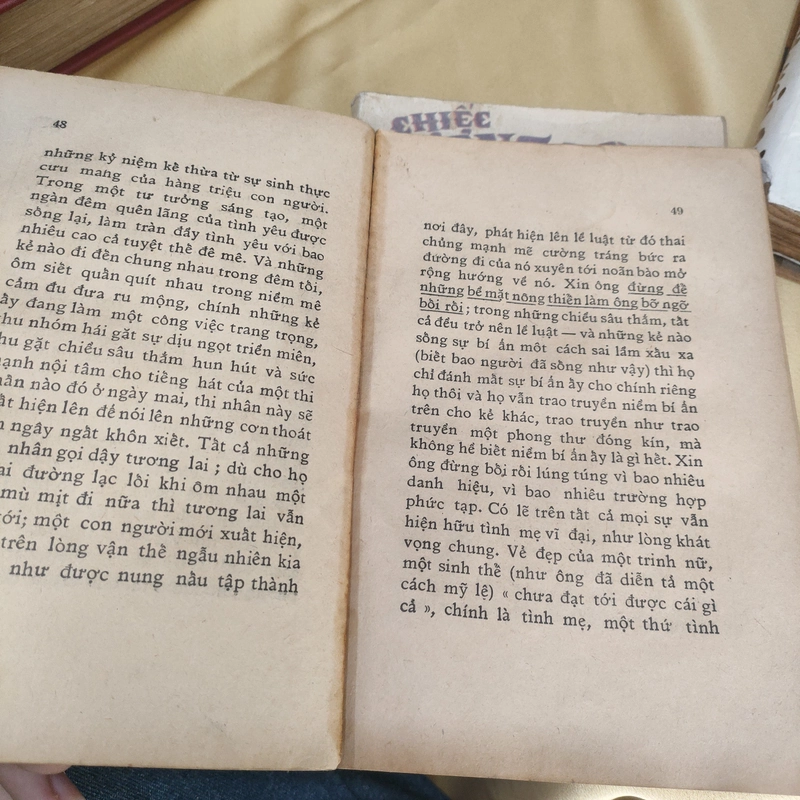 CHIẾC
48
những kỷ niệm kề thừa từ sự sinh thực
cưu mang của hàng triệu con người.
Trong một tư tưởng sáng tạo, một
ngàn đêm quên lãng của tình yêu được
sống lại, làm tràn đầy tình yêu với bao
nhiêu cao cả tuyệt thề đê mê. Và những
kẻ nào đi đến chung nhau trong đêm tối,
ôm siết quần quít nhau trong niềm mê
cảm đu đưa ru mộng, chính những kẻ
đang làm một công việc trang trọng,
nhóm hái gắt sự dịu ngọt triền miên,
gặt chiều sâu thẳm hun hút và sức
nội tâm cho tiếng hát của một thi
nào đó ở ngày mai, thi nhân này sẽ
hiện lên để nói lên những cơn thoát
ngây ngất khôn xiết. Tất cả những
nhân gọi dậy tương lai ; dù cho họ
đường lạc lối khi ôm nhau một
mù mịt đi nữa thì tương lai vẫn
một con người mới xuất hiện,
trên lòng vận thề ngẫu nhiên kia
như được nung nấu tập thành
49
nơi đây, phát hiện lên lề luật từ đó thai
chủng mạnh mẽ cường tráng bức ra
đường đi của nó xuyên tới noãn bào mở
rộng hướng về nó. Xin ông đừng để
những bề mặt nông thiền làm ông bỡ ngỡ
bồi rồi ; trong những chiều sâu thẳm, tất
cả đều trở nên lề luật — và những kẻ nào
sống sự bí ẩn một cách sai lầm xấu xa
(biết bao người đã sống như vậy) thì họ
chỉ đánh mất sự bí ẩn ấy cho chính riêng
họ thôi và họ vẫn trao truyền niềm bí ẩn
trên cho kẻ khác, trao truyền như trao
truyền một phong thư đóng kín, mà
không hề biết niềm bí ẩn ấy là gì hết. Xin
ông đừng bối rối lúng túng vì bao nhiêu
danh hiệu, vì bao nhiêu trường hợp
phức tạp. Có lẽ trên tất cả mọi sự vẫn
hiện hữu tình mẹ vĩ đại, như lòng khát
vọng chung. Vẻ đẹp của một trinh nữ,
một sinh thể (như ông đã diễn tả một
cách mỹ lệ) « chưa đạt tới được cái gì
cả », chính là tình mẹ, một thứ tình